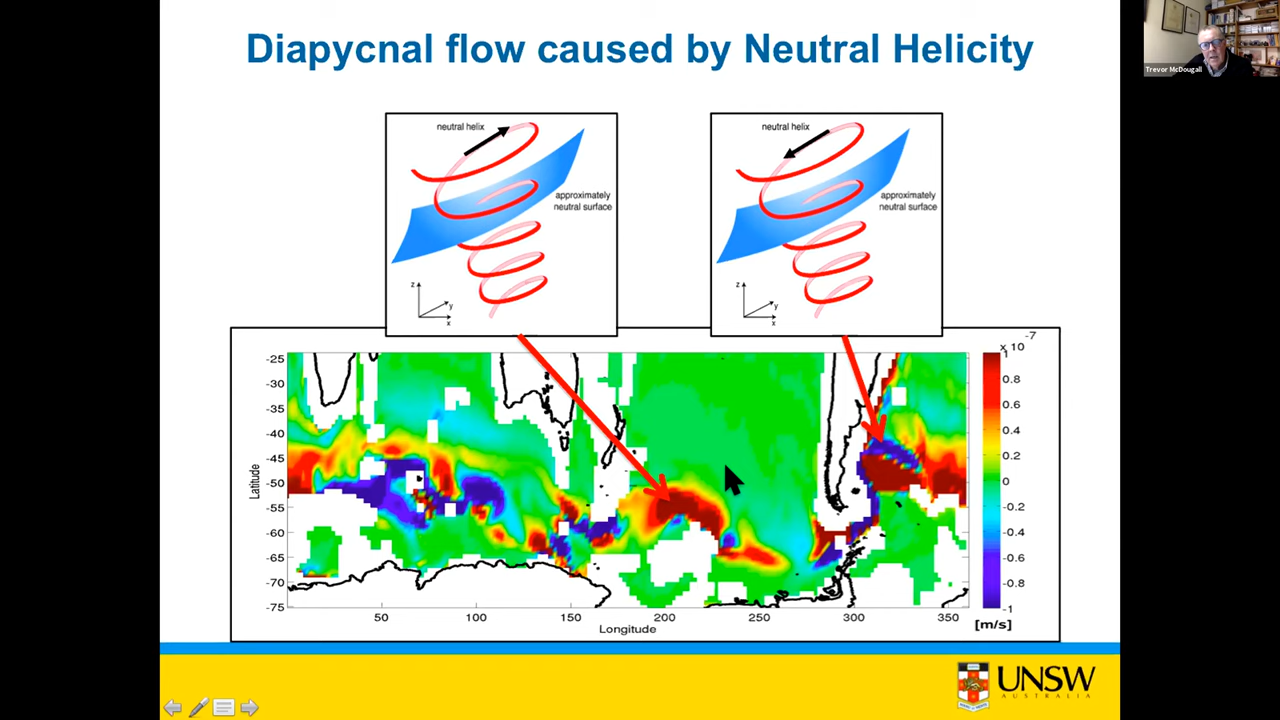 Diapycnal flow caused by Neutral Helicity
Trevor McDougall
neutral helix
approximately
neutral surface
z
y
x
neutral helix
approximately
neutral surface
z
y
x
-25
-30
-35
-40
-45
-50
-55
-60
-65
-70
-75
Latitude
50
100
150
200
250
300
350
Longitude
x 10
-7
1
0.8
0.6
0.4
0.2
0
-0.2
-0.4
-0.6
-0.8
-1
[m/s]
UNSW
AUSTRALIA